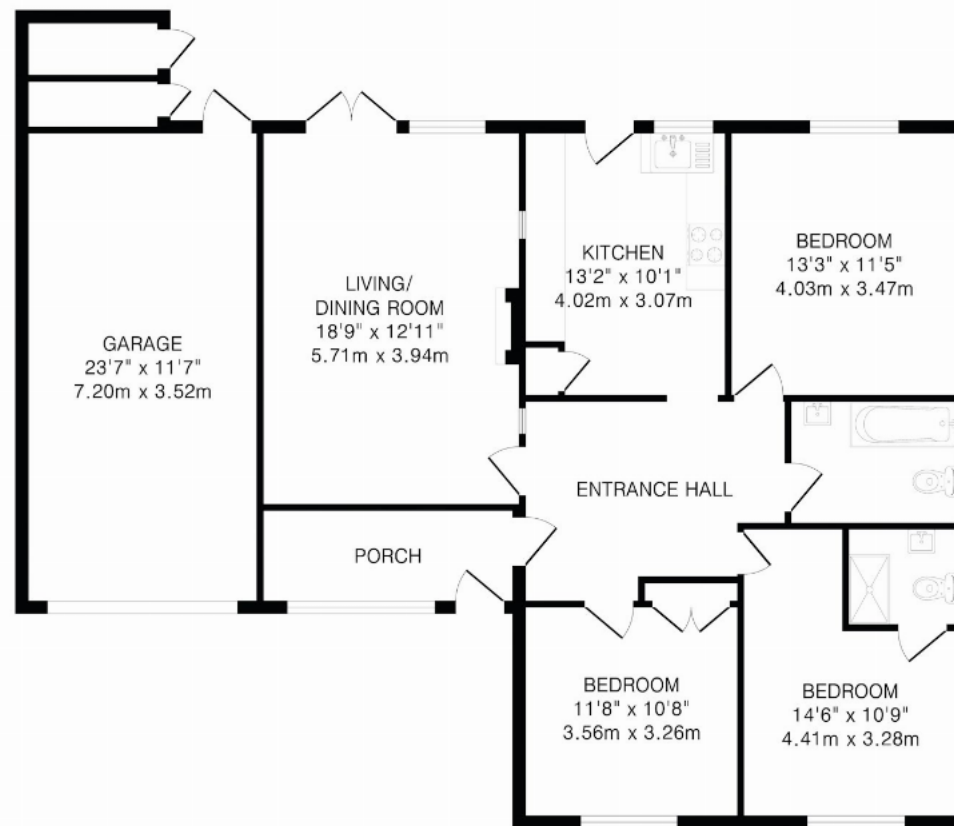 GARAGE
23'7" x 11'7"
7.20m x 3.52m
LIVING/
DINING ROOM
18'9" x 12'11"
5.71m x 3.94m
KITCHEN
13'2" x 10'1"
4.02m x 3.07m
BEDROOM
13'3" x 11'5"
4.03m x 3.47m
ENTRANCE HALL
PORCH
BEDROOM
11'8" x 10'8"
3.56m x 3.26m
BEDROOM
14'6" x 10'9"
4.41m x 3.28m